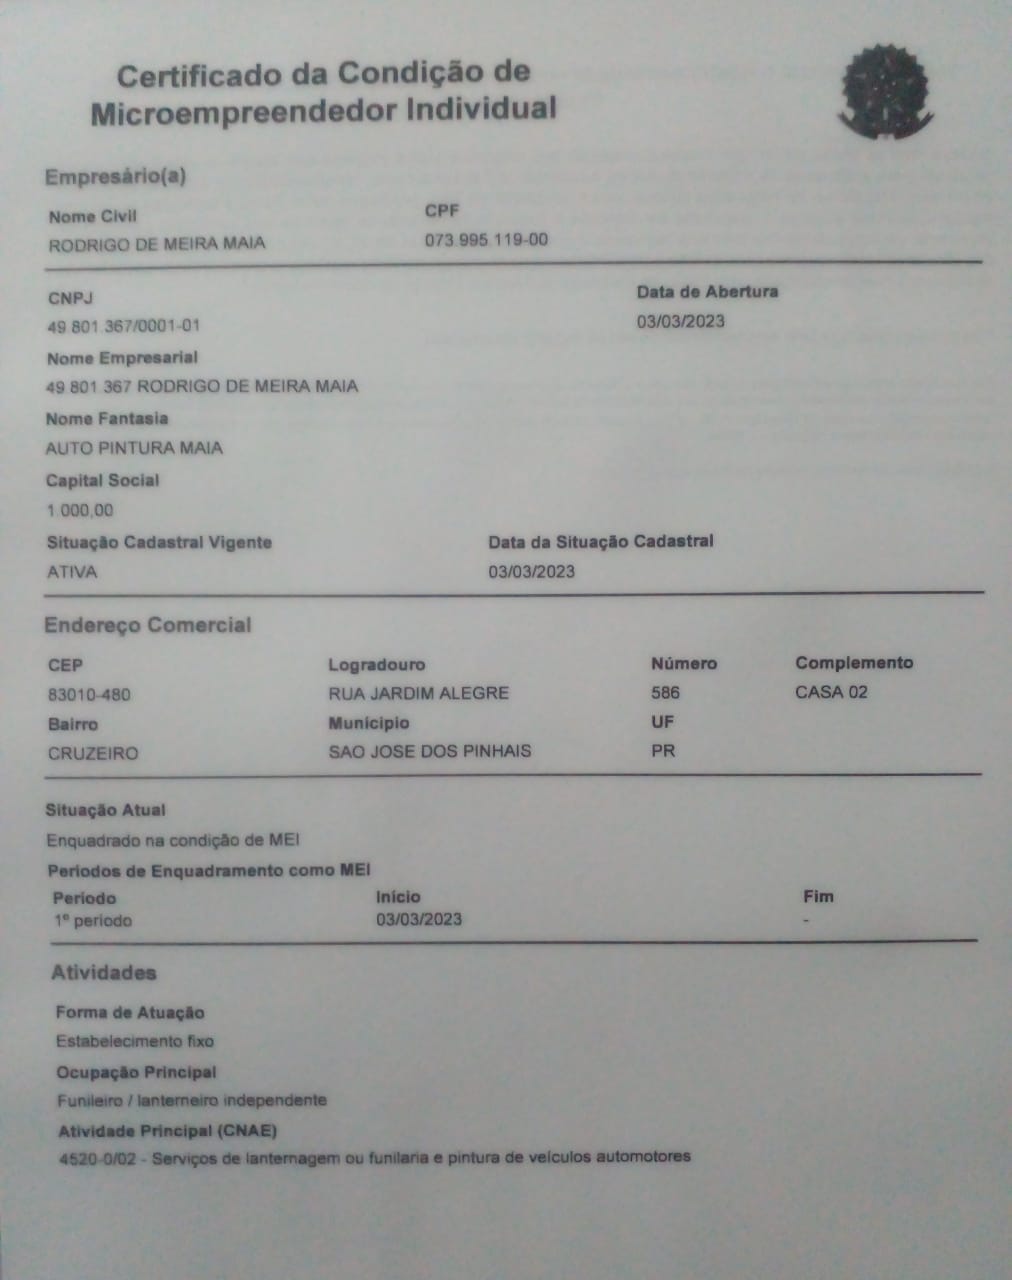 Certificado da Condição de
Microempreendedor Individual
Empresário(a)
Nome Civil CPF
RODRIGO DE MEIRA MAIA 073.995.119-00
CNPJ Data de Abertura
49.801.367/0001-01 03/03/2023
Nome Empresarial
49.801.367 RODRIGO DE MEIRA MAIA
Nome Fantasia
AUTO PINTURA MAIA
Capital Social
1.000,00
Situação Cadastral Vigente Data da Situação Cadastral
ATIVA 03/03/2023
Endereço Comercial
CEP Logradouro Número Complemento
83010-480 RUA JARDIM ALEGRE 586 CASA 02
Bairro Município UF
CRUZEIRO SAO JOSE DOS PINHAIS PR
Situação Atual
Enquadrado na condição de MEI
Períodos de Enquadramento como MEI
Período Início Fim
1º período 03/03/2023 -
Atividades
Forma de Atuação
Estabelecimento fixo
Ocupação Principal
Funileiro / lanterneiro independente
Atividade Principal (CNAE)
4520-0/02 - Serviços de lanternagem ou funilaria e pintura de veículos automotores